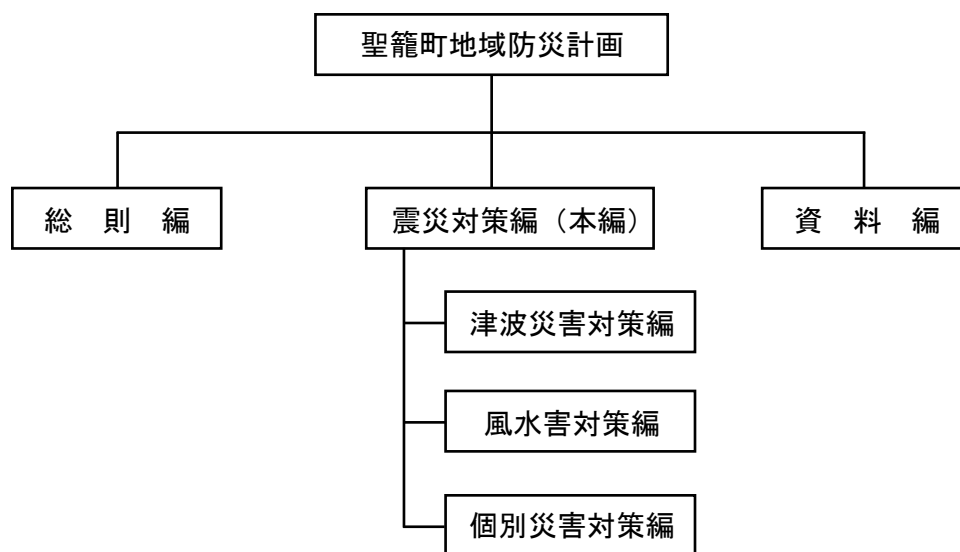 聖籠町地域防災計画
総　則　編
震災対策編（本編）
資　料　編
津波災害対策編
風水害対策編
個別災害対策編